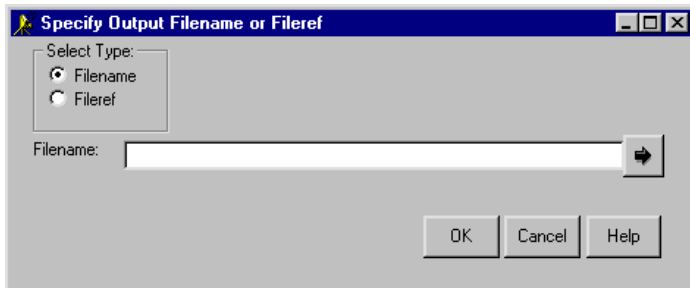 Specify Output Filename or Fileref
Select Type:
Filename
Fileref
Filename:
OK Cancel Help